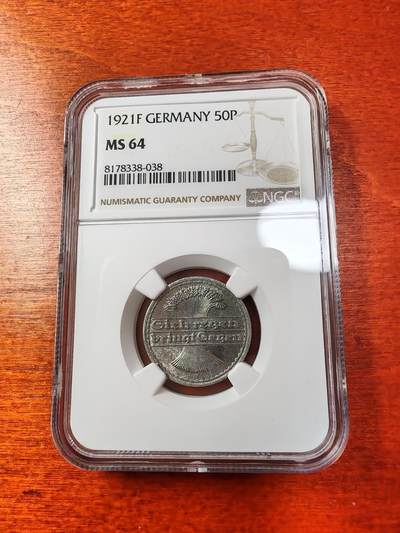 1921F GERMANY 50P
MS 64
8178338-038
NUMISMATIC GUARANTY COMPANY
NGC
Sich regen
bringt Segen